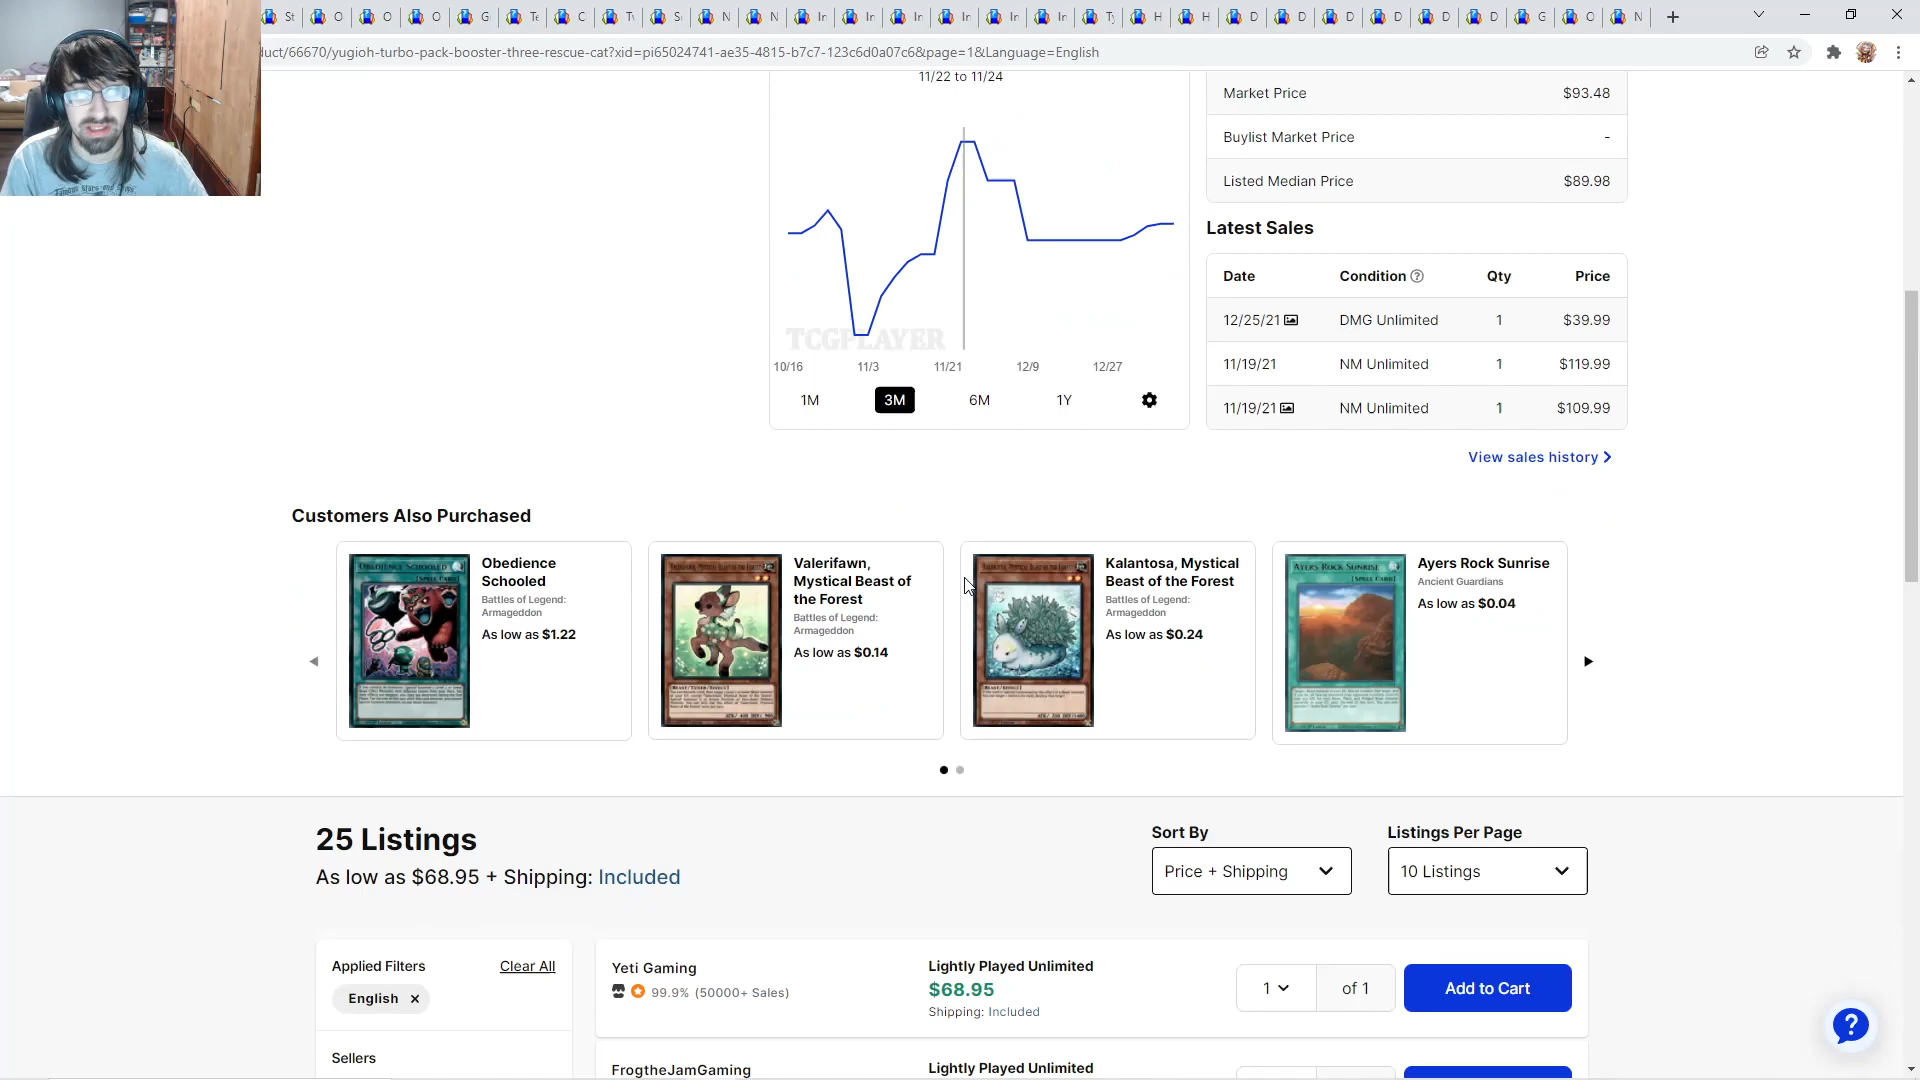 duct/66670/yugioh-turbo-pack-booster-three-rescue-cat?xid=pi65024741-ae35-4815-b7c7-123c6d0a07c6&page=1&Language=English
11/22 to 11/24
TCGPLAYER
10/16 11/3 11/21 12/9 12/27
1M 3M 6M 1Y
Market Price $93.48
Buylist Market Price -
Listed Median Price $89.98
Latest Sales
Date Condition Qty Price
12/25/21 DMG Unlimited 1 $39.99
11/19/21 NM Unlimited 1 $119.99
11/19/21 NM Unlimited 1 $109.99
View sales history
Customers Also Purchased
Obedience
Schooled
Battles of Legend:
Armageddon
As low as $1.22
Valerifawn,
Mystical Beast of
the Forest
Battles of Legend:
Armageddon
As low as $0.14
Kalantosa, Mystical
Beast of the Forest
Battles of Legend:
Armageddon
As low as $0.24
Ayers Rock Sunrise
Ancient Guardians
As low as $0.04
25 Listings
As low as $68.95 + Shipping: Included
Sort By
Price + Shipping
Listings Per Page
10 Listings
Applied Filters Clear All
English
Sellers
Yeti Gaming
99.9% (50000+ Sales)
Lightly Played Unlimited
$68.95
Shipping: Included
1 of 1
Add to Cart
FrogtheJamGaming
Lightly Played Unlimited